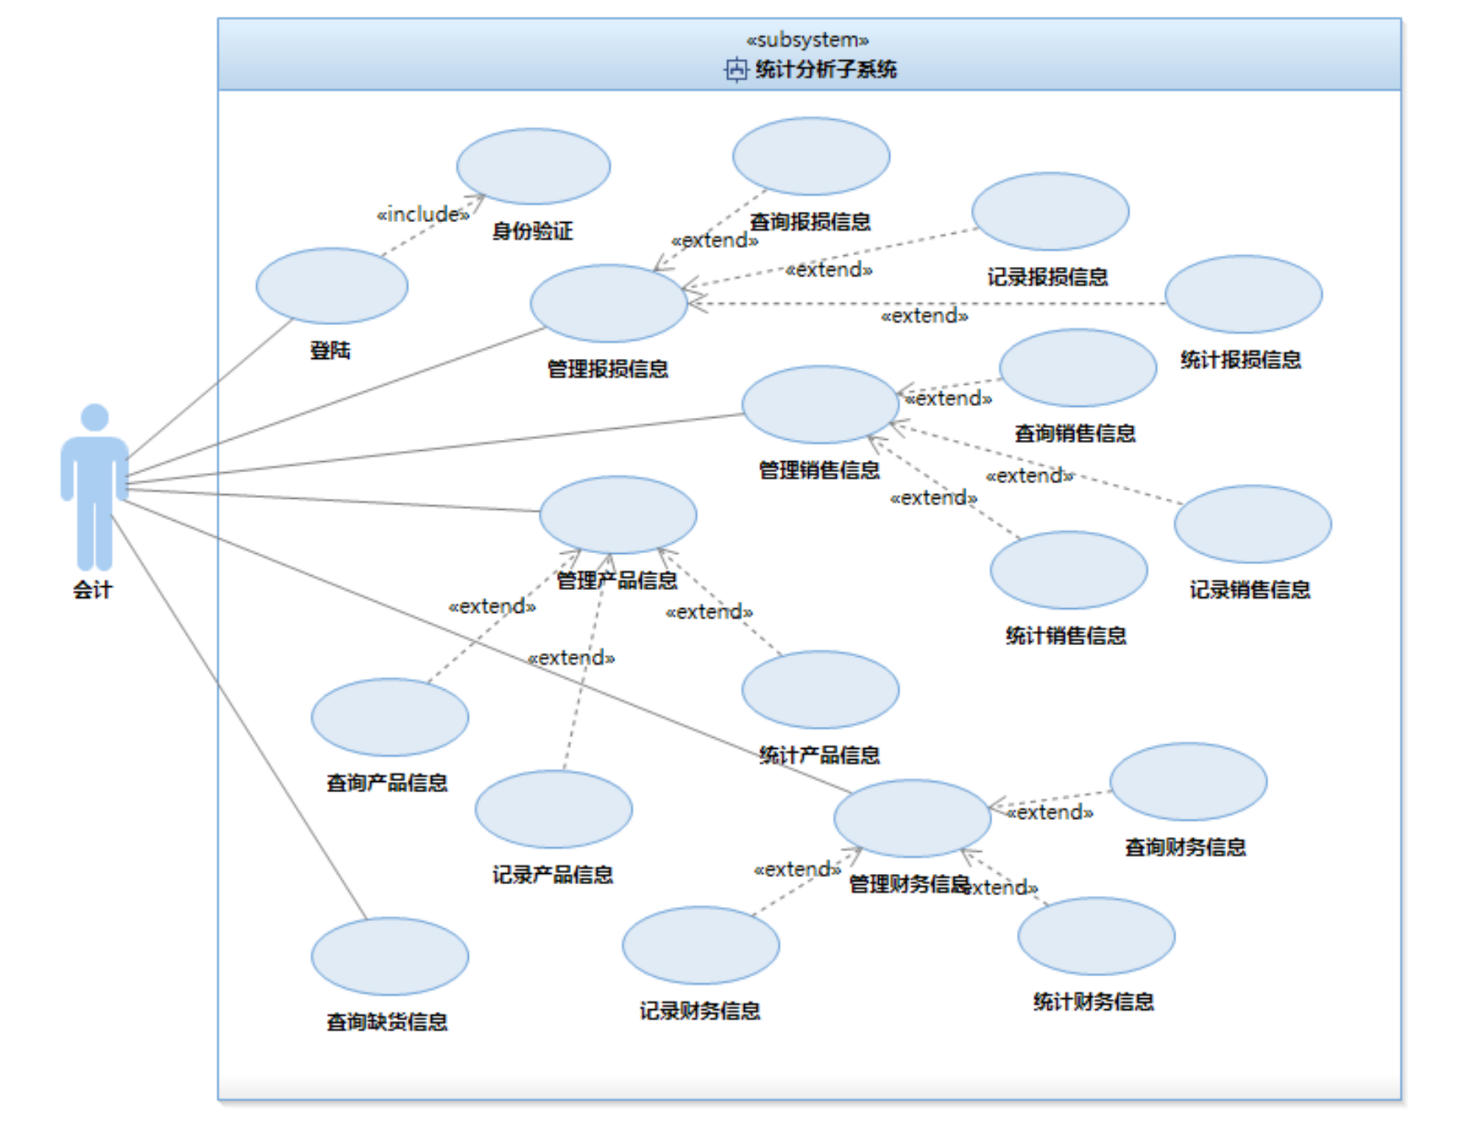 «subsystem»
统计分析子系统
«include»
身份验证
查询报损信息
«extend»
记录报损信息
«extend»
登陆
管理报损信息
«extend»
统计报损信息
«extend»
查询销售信息
管理销售信息
«extend»
«extend»
记录销售信息
统计销售信息
会计
管理产品信息
«extend»
«extend»
«extend»
统计产品信息
查询产品信息
记录产品信息
«extend»
查询财务信息
«extend»
管理财务信息
extend»
记录财务信息
统计财务信息
查询缺货信息